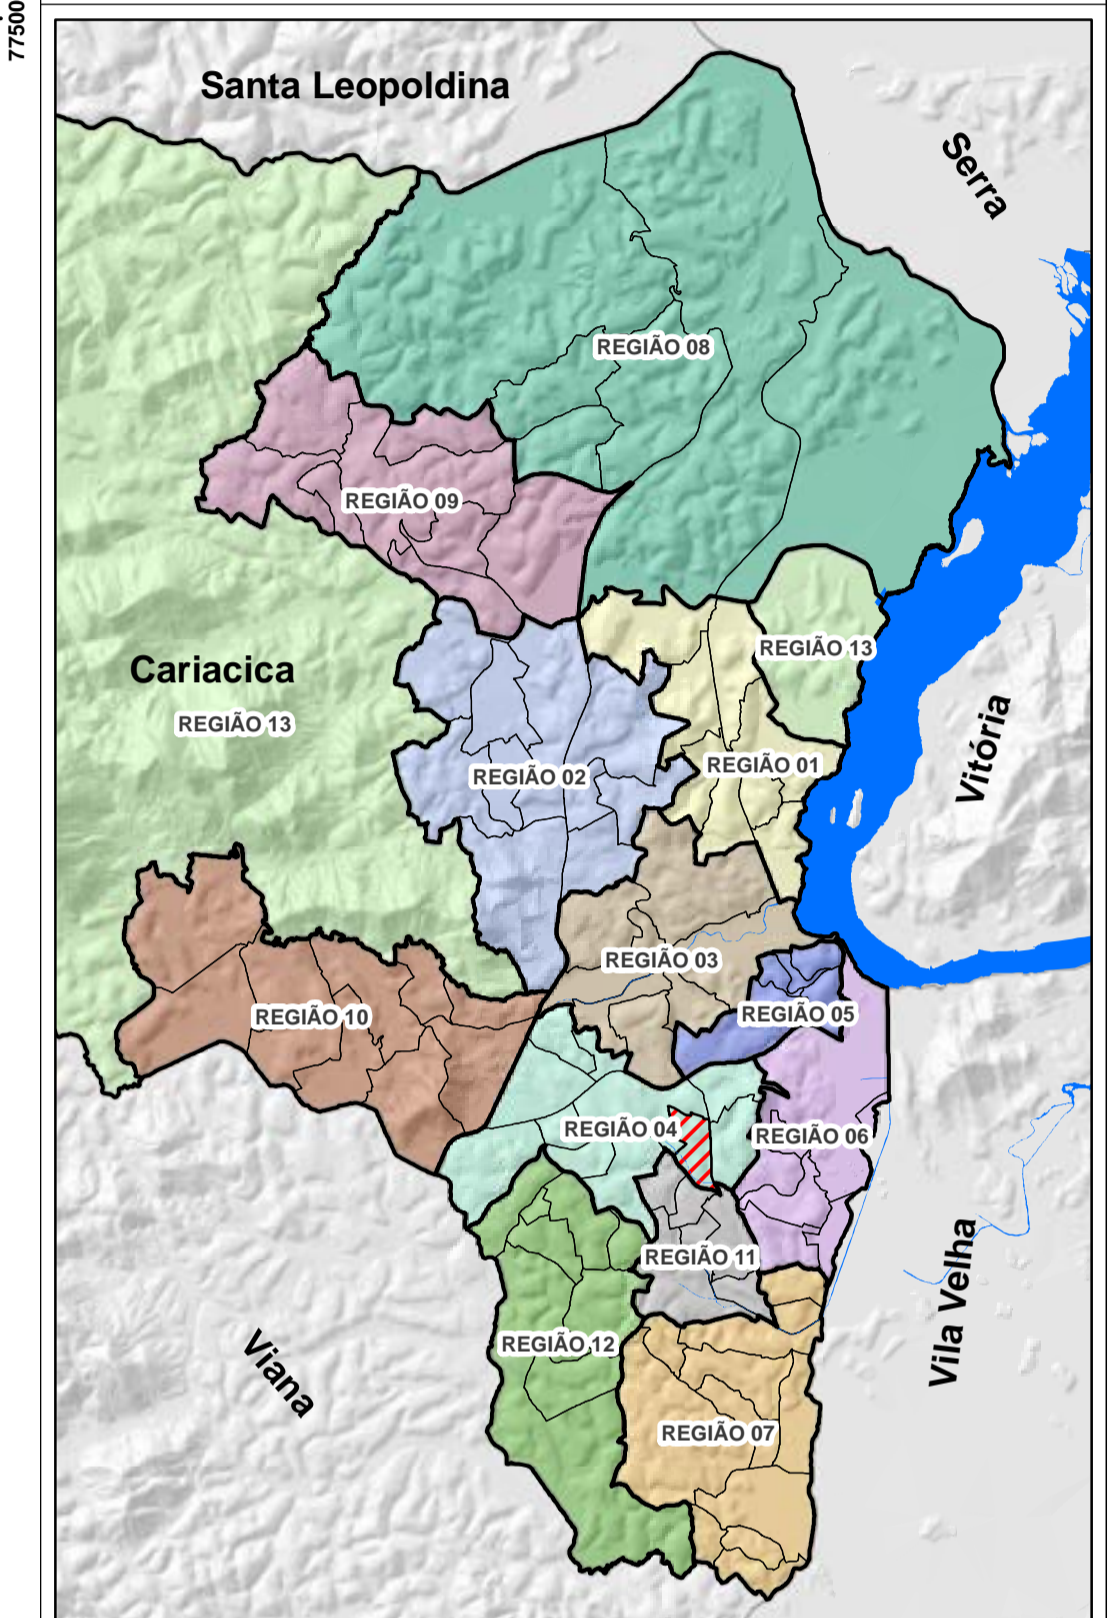 77500
Santa Leopoldina
Serra
REGIÃO 08
REGIÃO 09
REGIÃO 13
Cariacica
REGIÃO 13
Vitória
REGIÃO 01
REGIÃO 02
REGIÃO 03
REGIÃO 05
REGIÃO 10
REGIÃO 04
REGIÃO 06
REGIÃO 11
Vila Velha
REGIÃO 12
Viana
REGIÃO 07